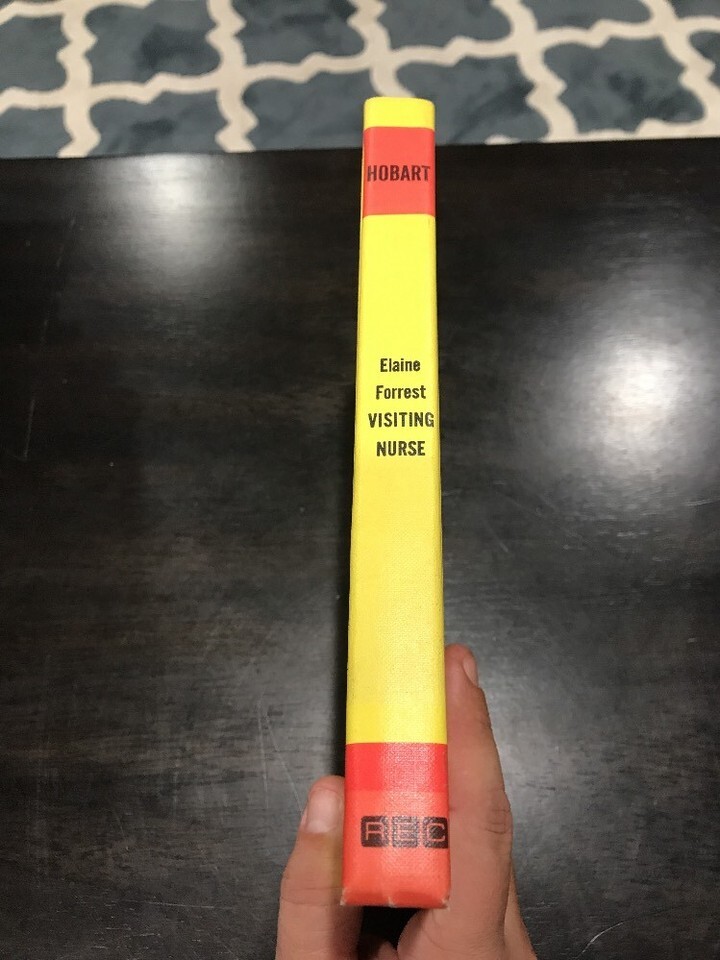 HOBART
Elaine
Forrest
VISITING
NURSE
REC